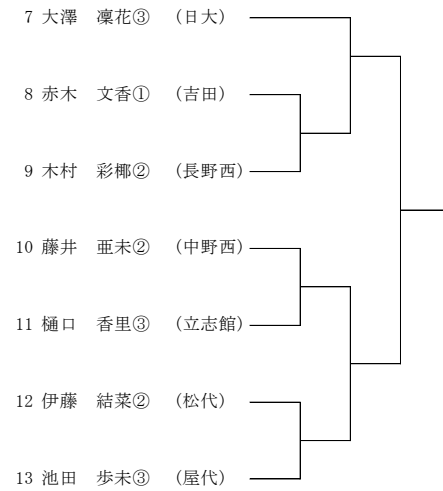 7 大澤 凜花③ (日大)
8 赤木 文香① (吉田)
9 木村 彩椰② (長野西)
10 藤井 亜未② (中野西)
11 樋口 香里③ (立志館)
12 伊藤 結菜② (松代)
13 池田 歩未③ (屋代)